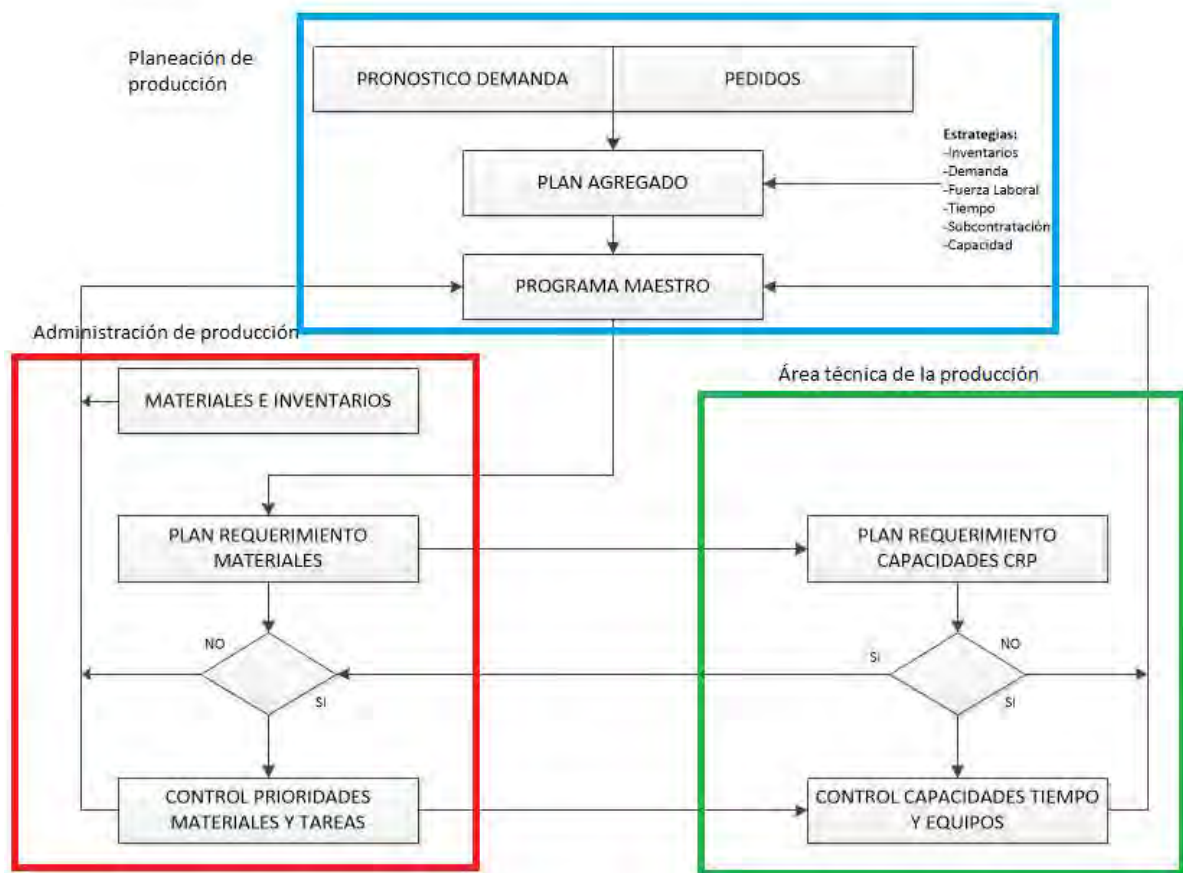 Planeación de
producción
PRONOSTICO DEMANDA
PEDIDOS
Estrategias:
-Inventarios
-Demanda
-Fuerza Laboral
-Tiempo
-Subcontratación
-Capacidad
PLAN AGREGADO
PROGRAMA MAESTRO
Administración de producción
MATERIALES E INVENTARIOS
Área técnica de la producción
PLAN REQUERIMIENTO
MATERIALES
PLAN REQUERIMIENTO
CAPACIDADES CRP
NO
SI
SI
NO
SI
CONTROL PRIORIDADES
MATERIALES Y TAREAS
CONTROL CAPACIDADES TIEMPO
Y EQUIPOS